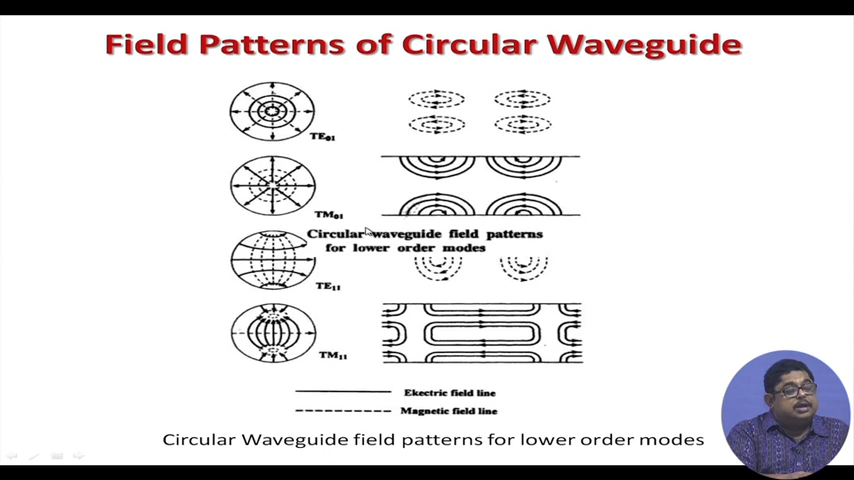 Field Patterns of Circular Waveguide
TE01
TM01
Circular waveguide field patterns
for lower order modes
TE11
TM11
Ekectric field line
Magnetic field line
Circular Waveguide field patterns for lower order modes